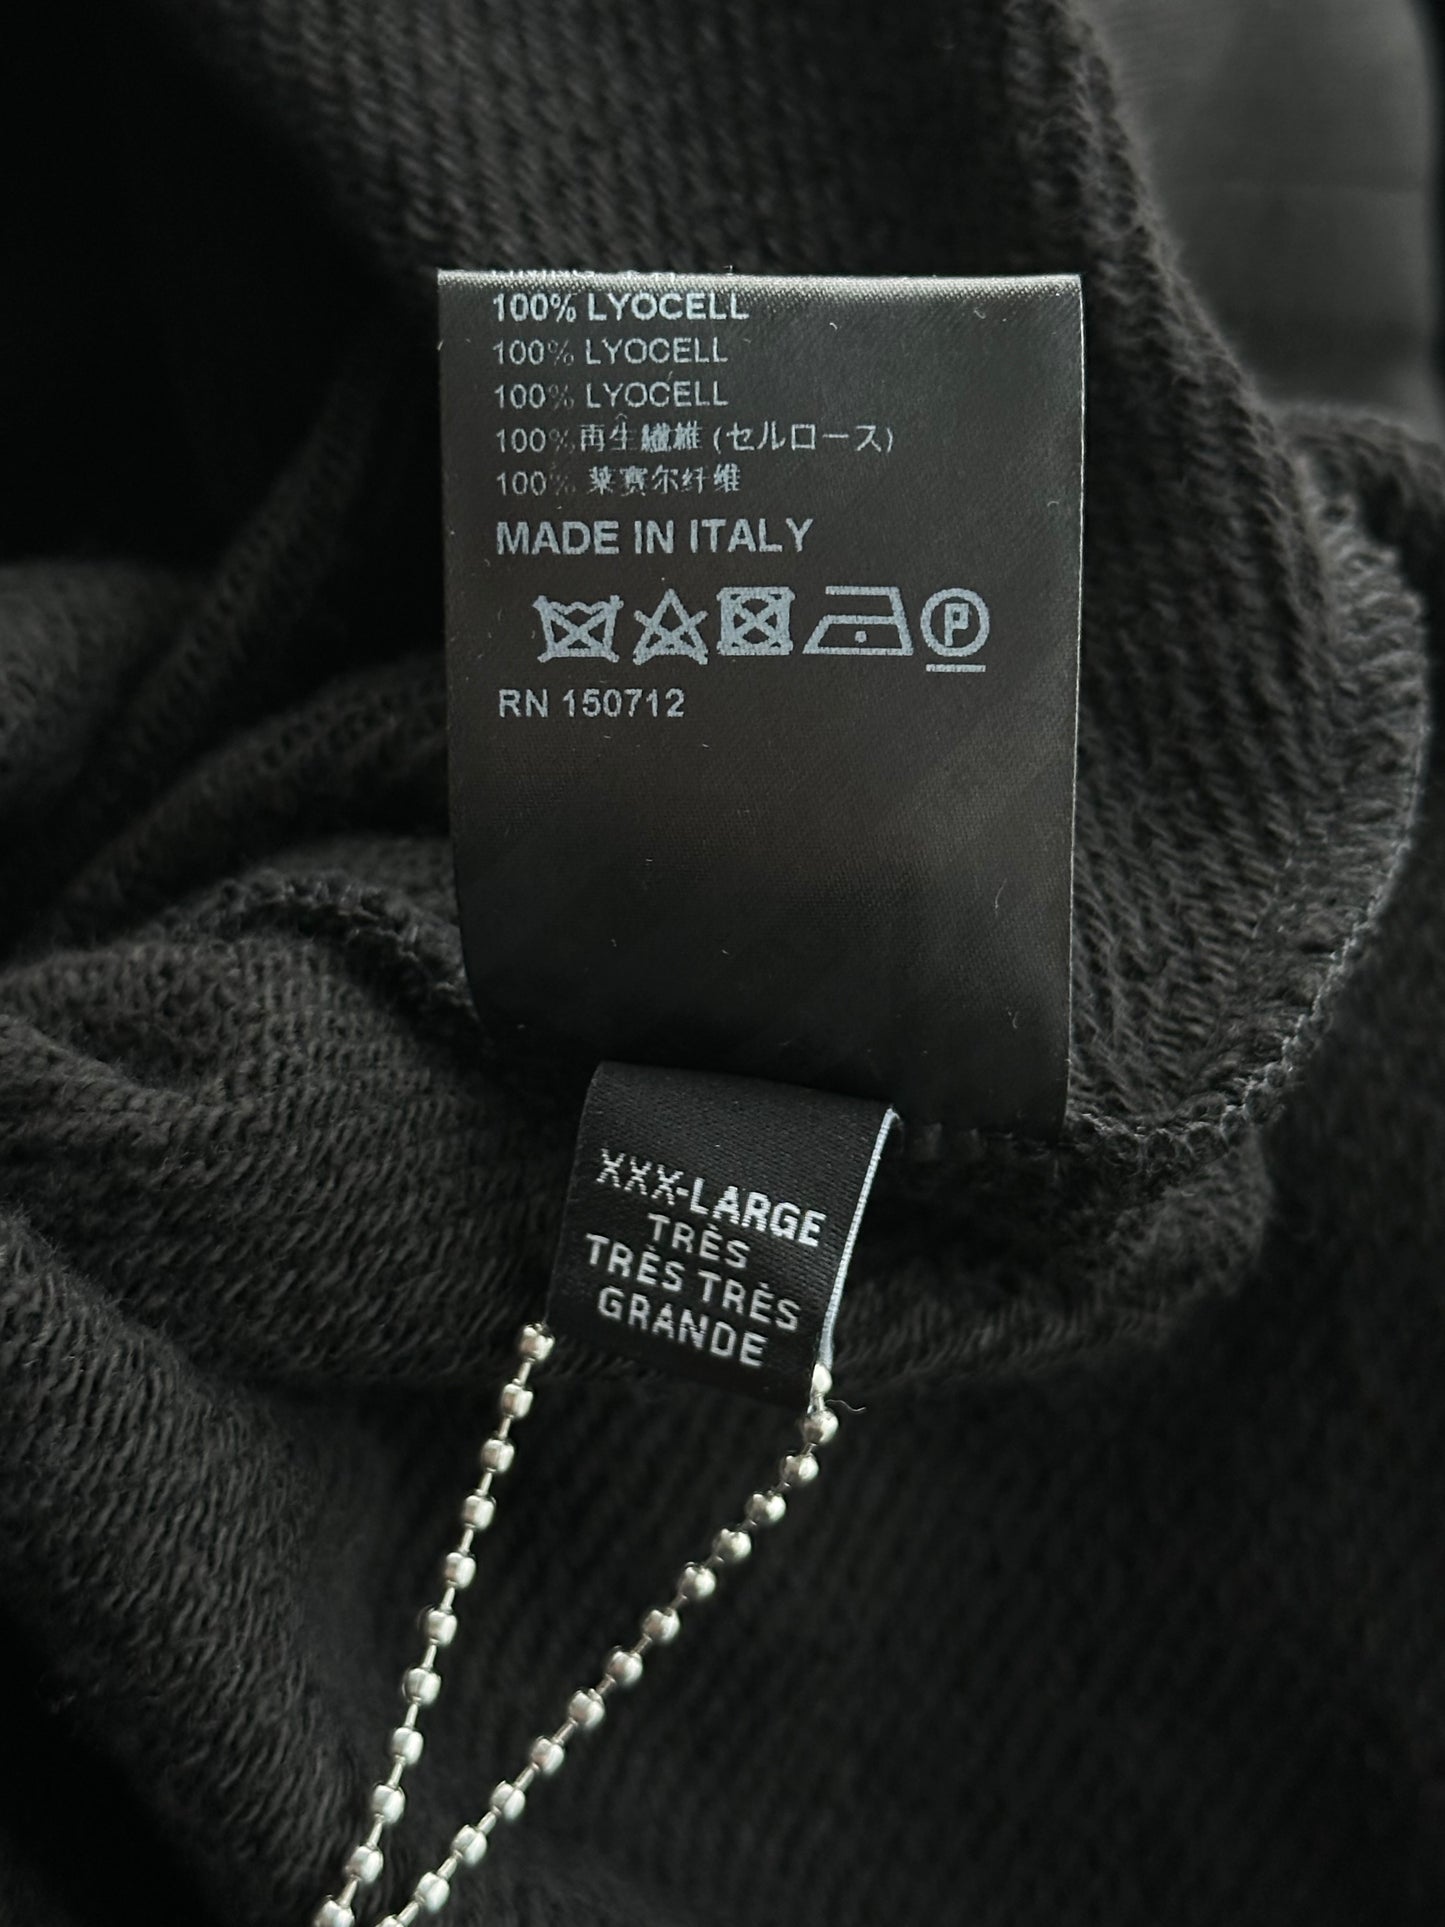 100% LYOCELL
100% LYOCELL
100% LYOCELL
100%再生繊維 (セルロース)
100% 莱赛尔纤维
MADE IN ITALY
P
RN 150712
XXX-LARGE
TRÈS
TRÈS TRÈS
GRANDE